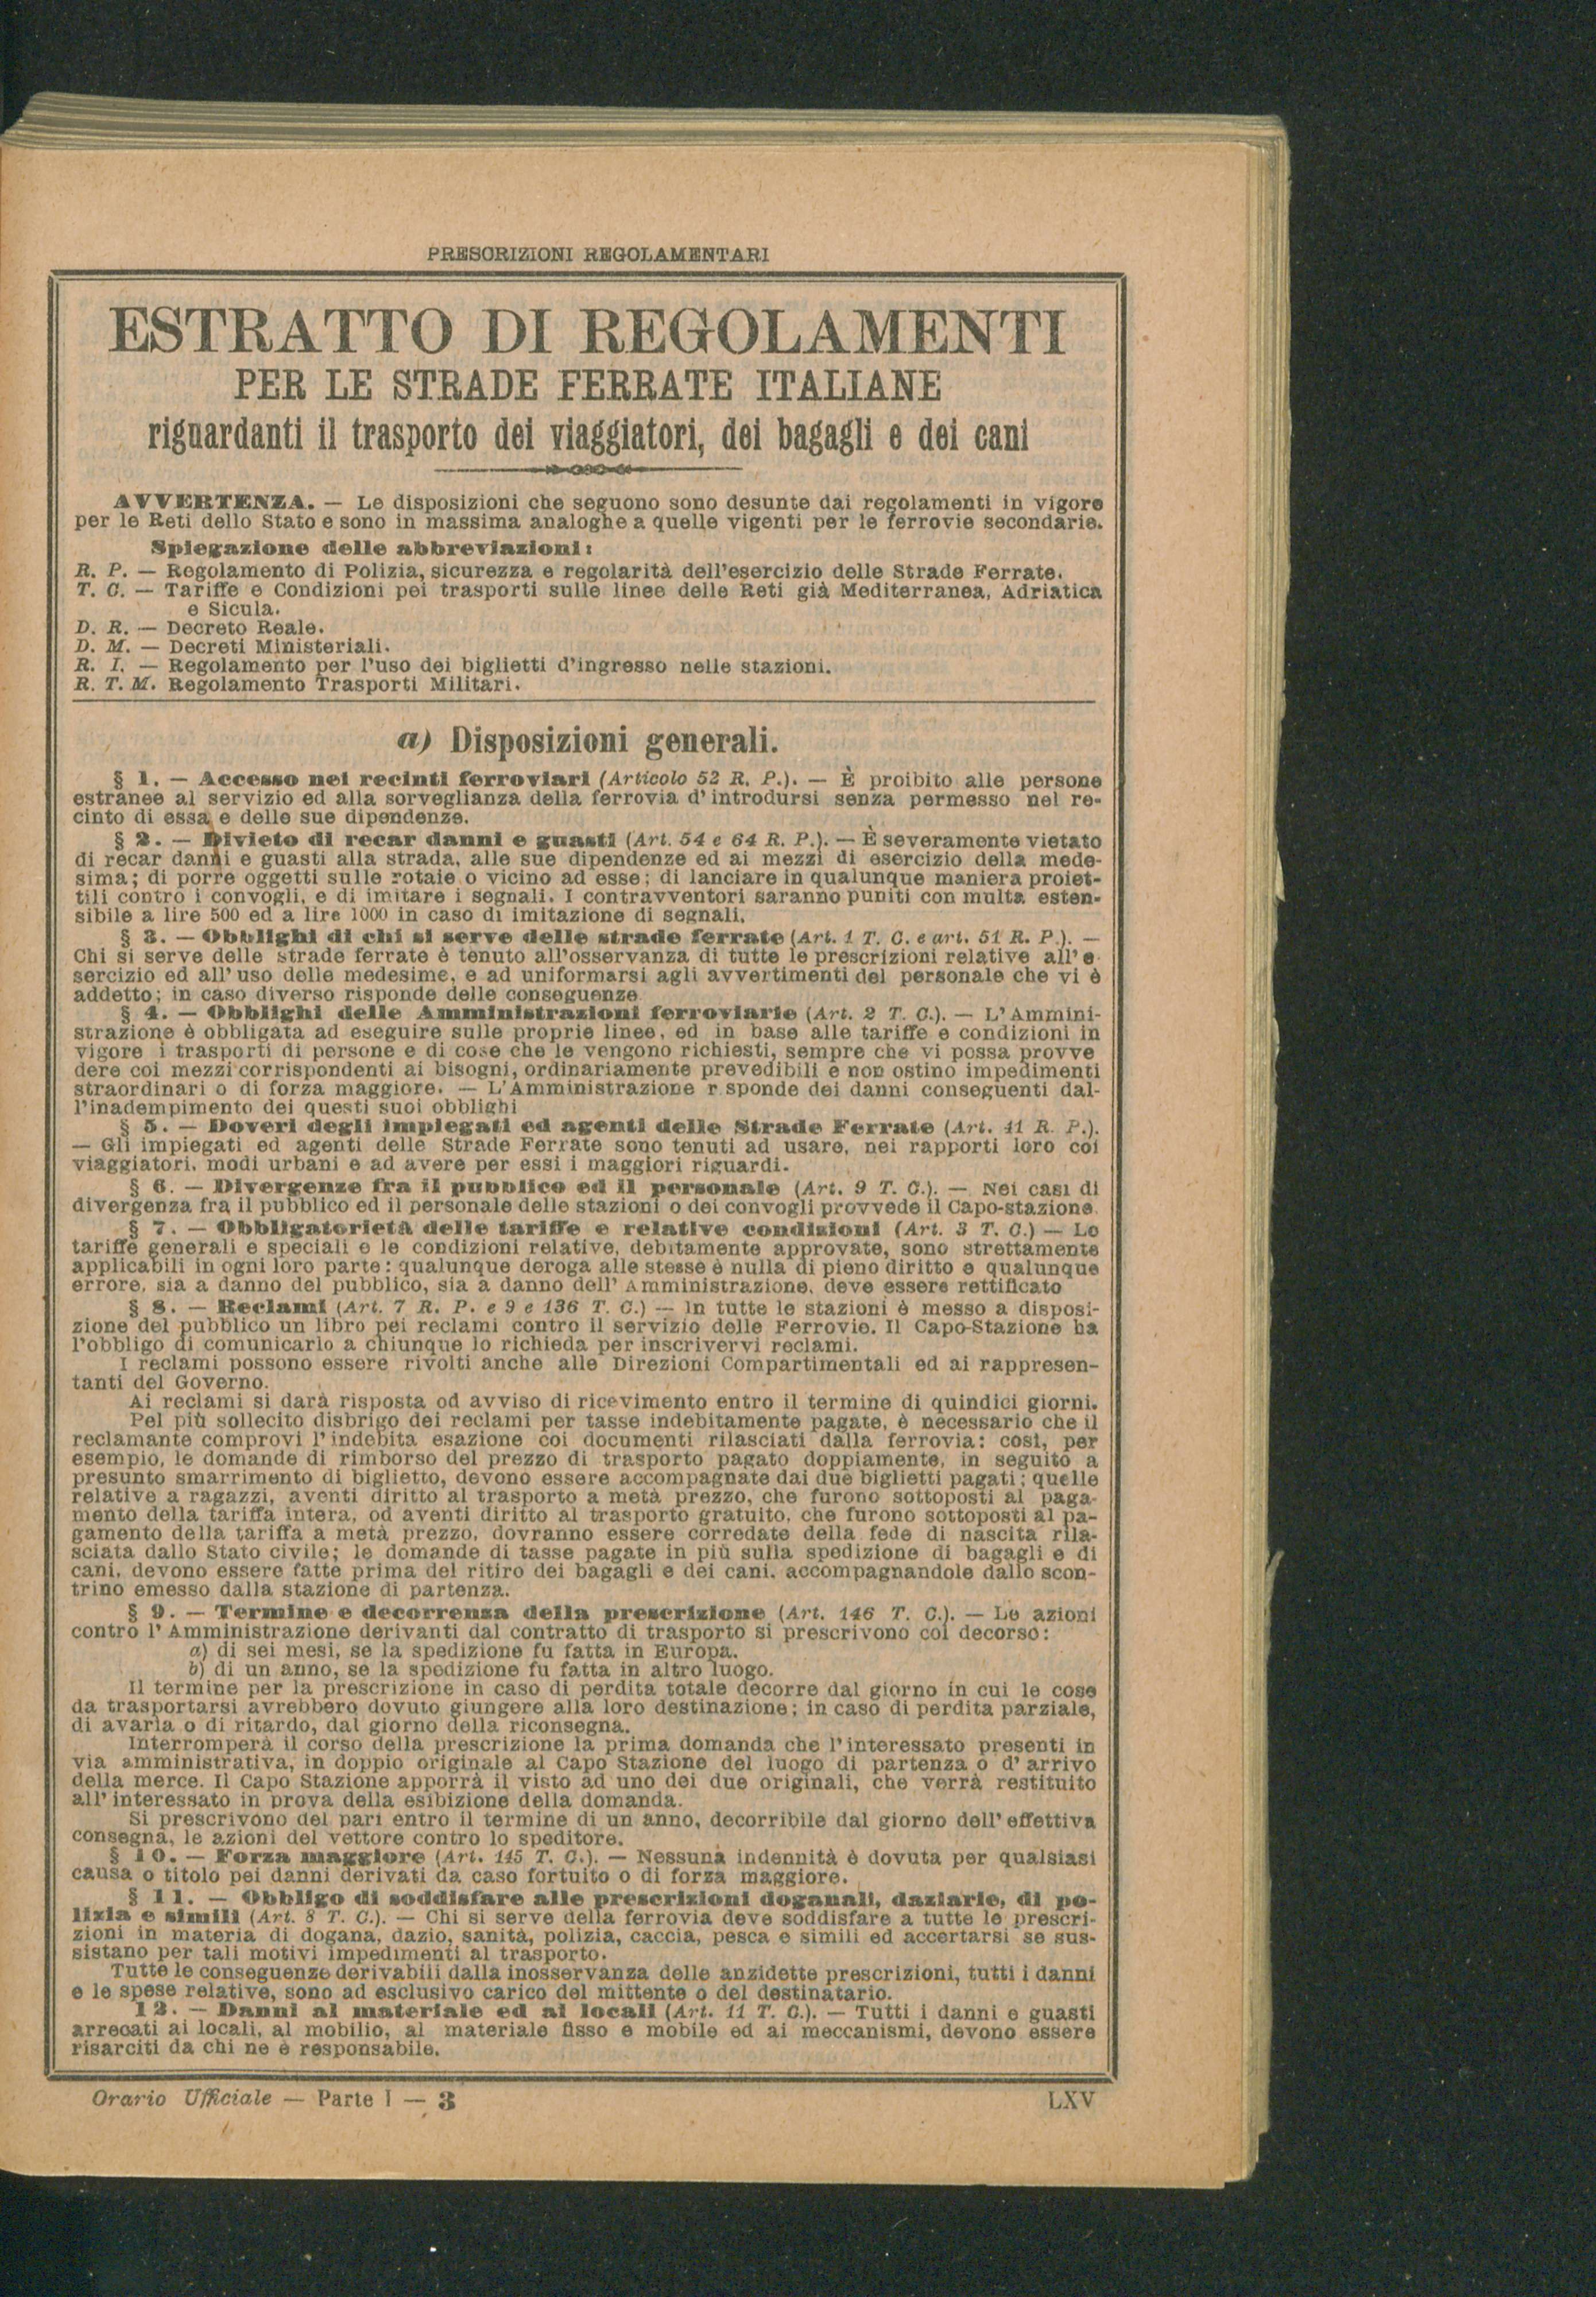 PRESCRIZIONI REGOLAMENTARI
ESTRATTO DI REGOLAMENTI
PER LE STRADE FERRATE ITALIANE
riguardanti il trasporto dei viaggiatori, dei bagagli e dei cani
AVVERTENZA. — Le disposizioni che seguono sono desunte dai regolamenti in vigore
per le Reti dello Stato e sono in massima analoghe a quelle vigenti per le ferrovie secondarie.
Spiegazione delle abbreviazioni:
R. P. — Regolamento di Polizia, sicurezza e regolarità dell'esercizio delle Strade Ferrate.
T. C. — Tariffe e Condizioni pei trasporti sulle linee delle Reti già Mediterranea, Adriatica
e Sicula.
D. R. — Decreto Reale.
D. M. — Decreti Ministeriali.
R. I. — Regolamento per l'uso dei biglietti d'ingresso nelle stazioni.
R. T. M. Regolamento Trasporti Militari.
a) Disposizioni generali.
§ 1. — Accesso nei recinti ferroviari (Articolo 52 R. P.). — È proibito alle persone
estranee al servizio ed alla sorveglianza della ferrovia d'introdursi senza permesso nel re-
cinto di essa e delle sue dipendenze.
§ 2. — Divieto di recar danni e guasti (Art. 54 e 64 R. P.). — È severamente vietato
di recar danni e guasti alla strada, alle sue dipendenze ed ai mezzi di esercizio della mede-
sima; di porre oggetti sulle rotaie o vicino ad esse; di lanciare in qualunque maniera proiet-
tili contro i convogli, e di imitare i segnali. I contravventori saranno puniti con multa esten-
sibile a lire 500 ed a lire 1000 in caso di imitazione di segnali.
§ 3. — Obblighi di chi si serve delle strade ferrate (Art. 1 T. C. e art. 51 R. P.). —
Chi si serve delle strade ferrate è tenuto all'osservanza di tutte le prescrizioni relative all'e-
sercizio ed all'uso delle medesime, e ad uniformarsi agli avvertimenti del personale che vi è
addetto; in caso diverso risponde delle conseguenze
§ 4. — Obblighi delle Amministrazioni ferroviarie (Art. 2 T. C.). — L'Ammini-
strazione è obbligata ad eseguire sulle proprie linee, ed in base alle tariffe e condizioni in
vigore i trasporti di persone e di cose che le vengono richiesti, sempre che vi possa provve
dere coi mezzi corrispondenti ai bisogni, ordinariamente prevedibili e non ostino impedimenti
straordinari o di forza maggiore. — L'Amministrazione r sponde dei danni conseguenti dal-
l'inadempimento dei questi suoi obblighi
§ 5. — Doveri degli impiegati ed agenti delle Strade Ferrate (Art. 41 R. P.).
— Gli impiegati ed agenti delle Strade Ferrate sono tenuti ad usare, nei rapporti loro coi
viaggiatori, modi urbani e ad avere per essi i maggiori riguardi.
§ 6. — Divergenze fra il pubblico ed il personale (Art. 9 T. C.). — Nei casi di
divergenza fra il pubblico ed il personale delle stazioni o dei convogli provvede il Capo-stazione.
§ 7. — Obbligatorietà delle tariffe e relative condizioni (Art. 3 T. C.) — Le
tariffe generali e speciali e le condizioni relative, debitamente approvate, sono strettamente
applicabili in ogni loro parte: qualunque deroga alle stesse è nulla di pieno diritto e qualunque
errore, sia a danno del pubblico, sia a danno dell'Amministrazione, deve essere rettificato
§ 8. — Reclami (Art. 7 R. P. e 9 e 136 T. C.) — In tutte le stazioni è messo a disposi-
zione del pubblico un libro pei reclami contro il servizio delle Ferrovie. Il Capo-Stazione ha
l'obbligo di comunicarlo a chiunque lo richieda per inscrivervi reclami.
I reclami possono essere rivolti anche alle Direzioni Compartimentali ed ai rappresen-
tanti del Governo.
Ai reclami si darà risposta od avviso di ricevimento entro il termine di quindici giorni.
Pel più sollecito disbrigo dei reclami per tasse indebitamente pagate, è necessario che il
reclamante comprovi l'indebita esazione coi documenti rilasciati dalla ferrovia: così, per
esempio, le domande di rimborso del prezzo di trasporto pagato doppiamente, in seguito a
presunto smarrimento di biglietto, devono essere accompagnate dai due biglietti pagati; quelle
relative a ragazzi, aventi diritto al trasporto a metà prezzo, che furono sottoposti al paga-
mento della tariffa intera, od aventi diritto al trasporto gratuito, che furono sottoposti al pa-
gamento della tariffa a metà prezzo, dovranno essere corredate della fede di nascita rila-
sciata dallo Stato civile; le domande di tasse pagate in più sulla spedizione di bagagli e di
cani, devono essere fatte prima del ritiro dei bagagli e dei cani, accompagnandole dallo scon-
trino emesso dalla stazione di partenza.
§ 9. — Termine e decorrenza della prescrizione (Art. 146 T. C.). — Le azioni
contro l'Amministrazione derivanti dal contratto di trasporto si prescrivono col decorso:
a) di sei mesi, se la spedizione fu fatta in Europa.
b) di un anno, se la spedizione fu fatta in altro luogo.
Il termine per la prescrizione in caso di perdita totale decorre dal giorno in cui le cose
da trasportarsi avrebbero dovuto giungere alla loro destinazione; in caso di perdita parziale,
di avaria o di ritardo, dal giorno della riconsegna.
Interromperà il corso della prescrizione la prima domanda che l'interessato presenti in
via amministrativa, in doppio originale al Capo Stazione del luogo di partenza o d'arrivo
della merce. Il Capo Stazione apporrà il visto ad uno dei due originali, che verrà restituito
all'interessato in prova della esibizione della domanda.
Si prescrivono del pari entro il termine di un anno, decorribile dal giorno dell'effettiva
consegna, le azioni del vettore contro lo speditore.
§ 10. — Forza maggiore (Art. 145 T. C.). — Nessuna indennità è dovuta per qualsiasi
causa o titolo pei danni derivati da caso fortuito o di forza maggiore.
§ 11. — Obbligo di soddisfare alle prescrizioni doganali, daziarie, di po-
lizia e simili (Art. 8 T. C.). — Chi si serve della ferrovia deve soddisfare a tutte le prescri-
zioni in materia di dogana, dazio, sanità, polizia, caccia, pesca e simili ed accertarsi se sus-
sistano per tali motivi impedimenti al trasporto.
Tutte le conseguenze derivabili dalla inosservanza delle anzidette prescrizioni, tutti i danni
e le spese relative, sono ad esclusivo carico del mittente o del destinatario.
12. — Danni al materiale ed ai locali (Art. 11 T. C.). — Tutti i danni e guasti
arrecati ai locali, al mobilio, al materiale fisso e mobile ed ai meccanismi, devono essere
risarciti da chi ne è responsabile.
Orario Ufficiale — Parte I — 3
LXV